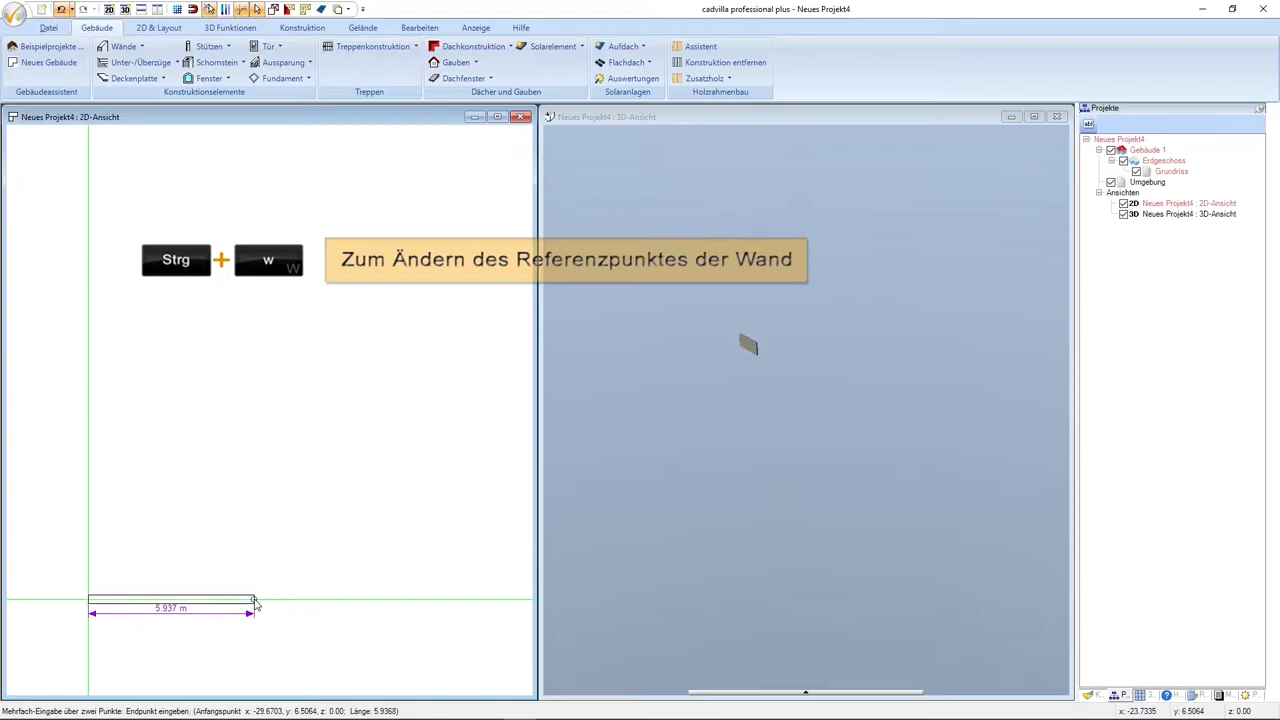 cadvilla professional plus - Neues Projekt4
2D 3D
Datei Gebäude 2D & Layout 3D Funktionen Konstruktion Gelände Bearbeiten Anzeige Hilfe
Beispielprojekte ... Wände Stützen Tür Treppenkonstruktion Dachkonstruktion Solarelement Aufdach Assistent
Neues Gebäude Unter-/Überzüge Schornstein Aussparung Gauben Flachdach Konstruktion entfernen
Deckenplatte Fenster Fundament Dachfenster Auswertungen Zusatzholz
Gebäudeassistent Konstruktionselemente Treppen Dächer und Gauben Solaranlagen Holzrahmenbau
Neues Projekt4 : 2D-Ansicht
Neues Projekt4 : 3D-Ansicht
Projekte
Neues Projekt4
Gebäude 1
Erdgeschoss
Grundriss
Umgebung
Ansichten
2D Neues Projekt4 : 2D-Ansicht
3D Neues Projekt4 : 3D-Ansicht
Strg + w W Zum Ändern des Referenzpunktes der Wand
5.937 m
K... P... 3... H... R... M... P...
Mehrfach-Eingabe über zwei Punkte: Endpunkt eingeben. (Anfangspunkt x: -29.6703, y: 6.5064, z: 0.00; Länge: 5.9368) x: -23.7335 y: 6.5064 z: 0.00